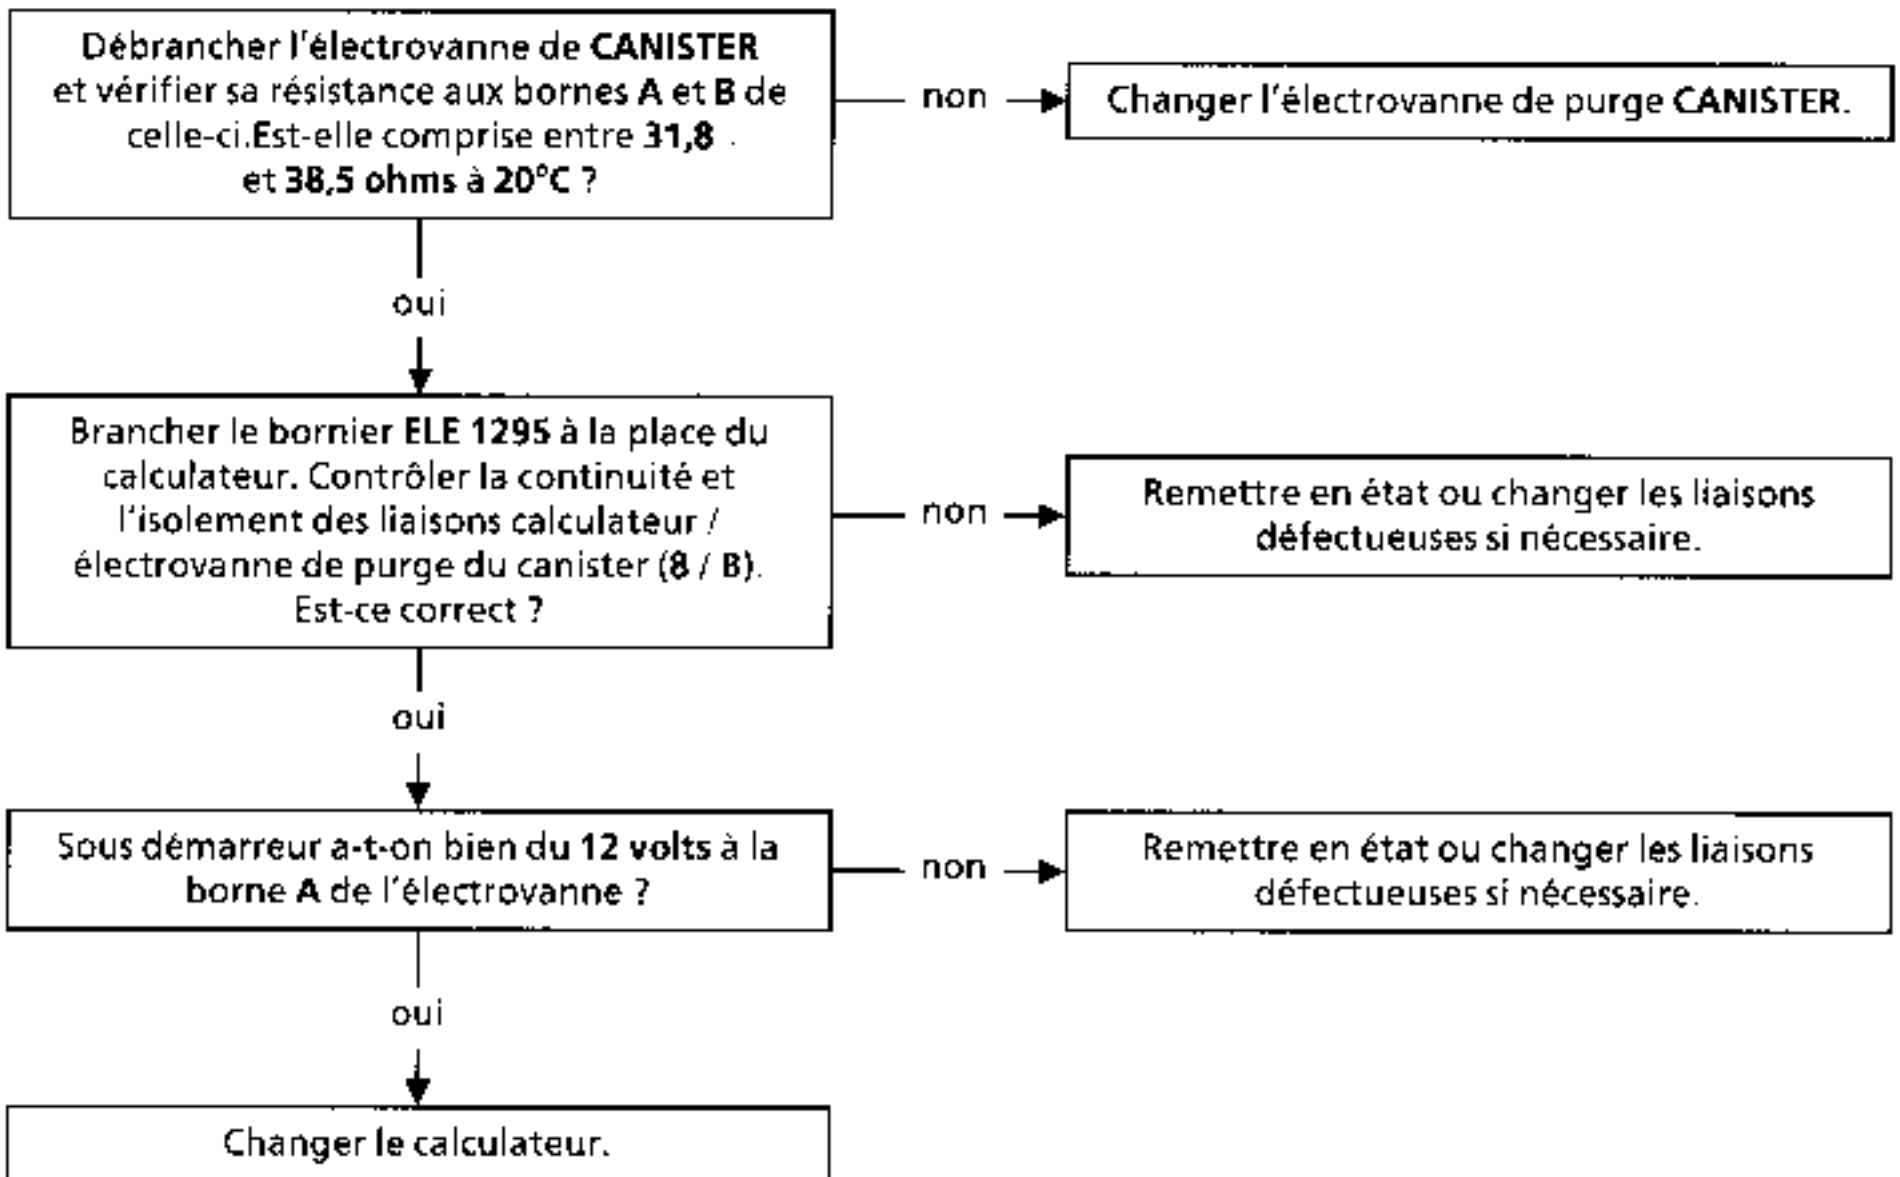 Débrancher l'électrovanne de CANISTER
et vérifier sa résistance aux bornes A et B de
celle-ci.Est-elle comprise entre 31,8
et 38,5 ohms à 20°C ?
non
Changer l'électrovanne de purge CANISTER.
oui
Brancher le bornier ELE 1295 à la place du
calculateur. Contrôler la continuité et
l'isolement des liaisons calculateur /
électrovanne de purge du canister (8 / B).
Est-ce correct ?
non
Remettre en état ou changer les liaisons
défectueuses si nécessaire.
oui
Sous démarreur a-t-on bien du 12 volts à la
borne A de l'électrovanne ?
non
Remettre en état ou changer les liaisons
défectueuses si nécessaire.
oui
Changer le calculateur.